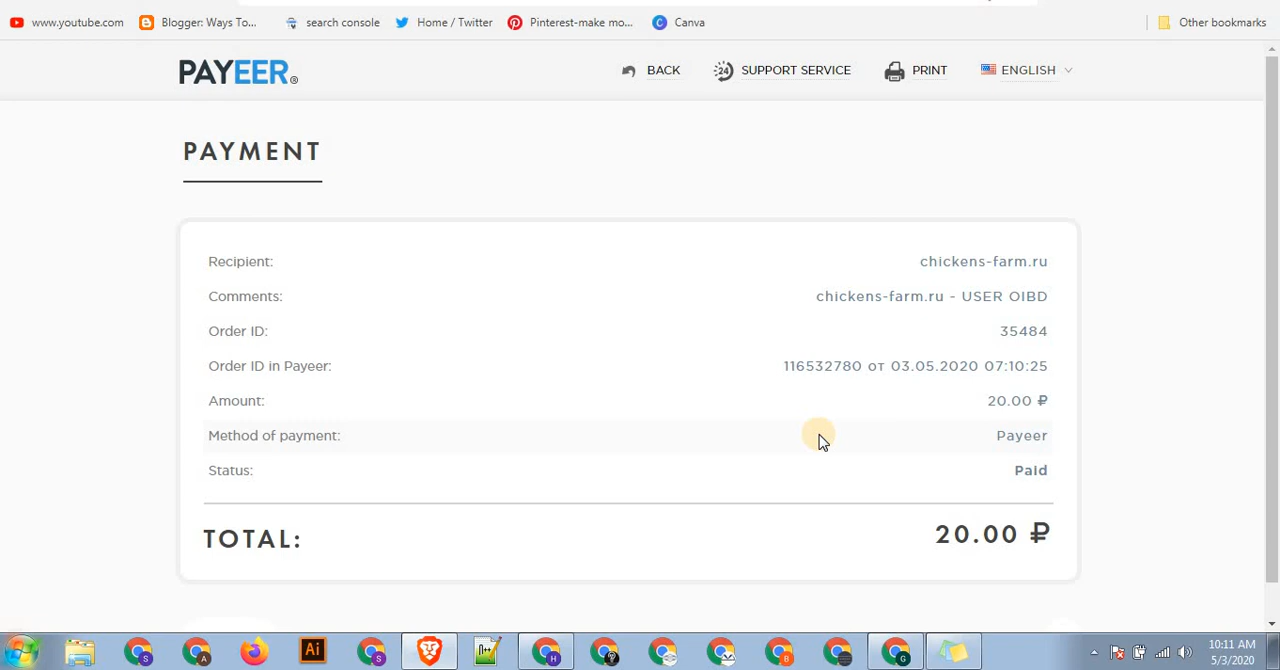 www.youtube.com Blogger: Ways To... search console Home / Twitter Pinterest-make mo... Canva Other bookmarks
PAYEER® BACK 24 SUPPORT SERVICE PRINT ENGLISH
PAYMENT
Recipient: chickens-farm.ru
Comments: chickens-farm.ru - USER OIBD
Order ID: 35484
Order ID in Payeer: 116532780 от 03.05.2020 07:10:25
Amount: 20.00 ₽
Method of payment: Payeer
Status: Paid
TOTAL: 20.00 ₽
10:11 AM
5/3/2020